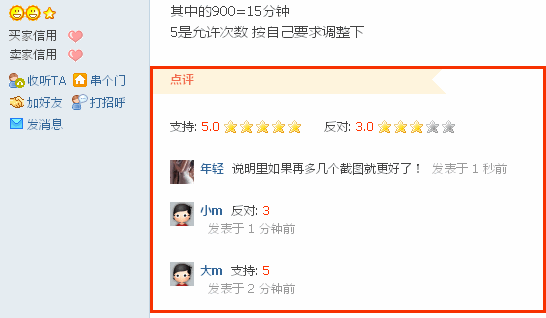 买家信用
卖家信用
收听TA 串个门
加好友 打招呼
发消息
其中的900=15分钟
5是允许次数 按自己要求调整下
点评
支持: 5.0 反对: 3.0
年轻 说明里如果再多几个截图就更好了！ 发表于 1 秒前
小m 反对: 3
发表于 1 分钟前
大m 支持: 5
发表于 2 分钟前